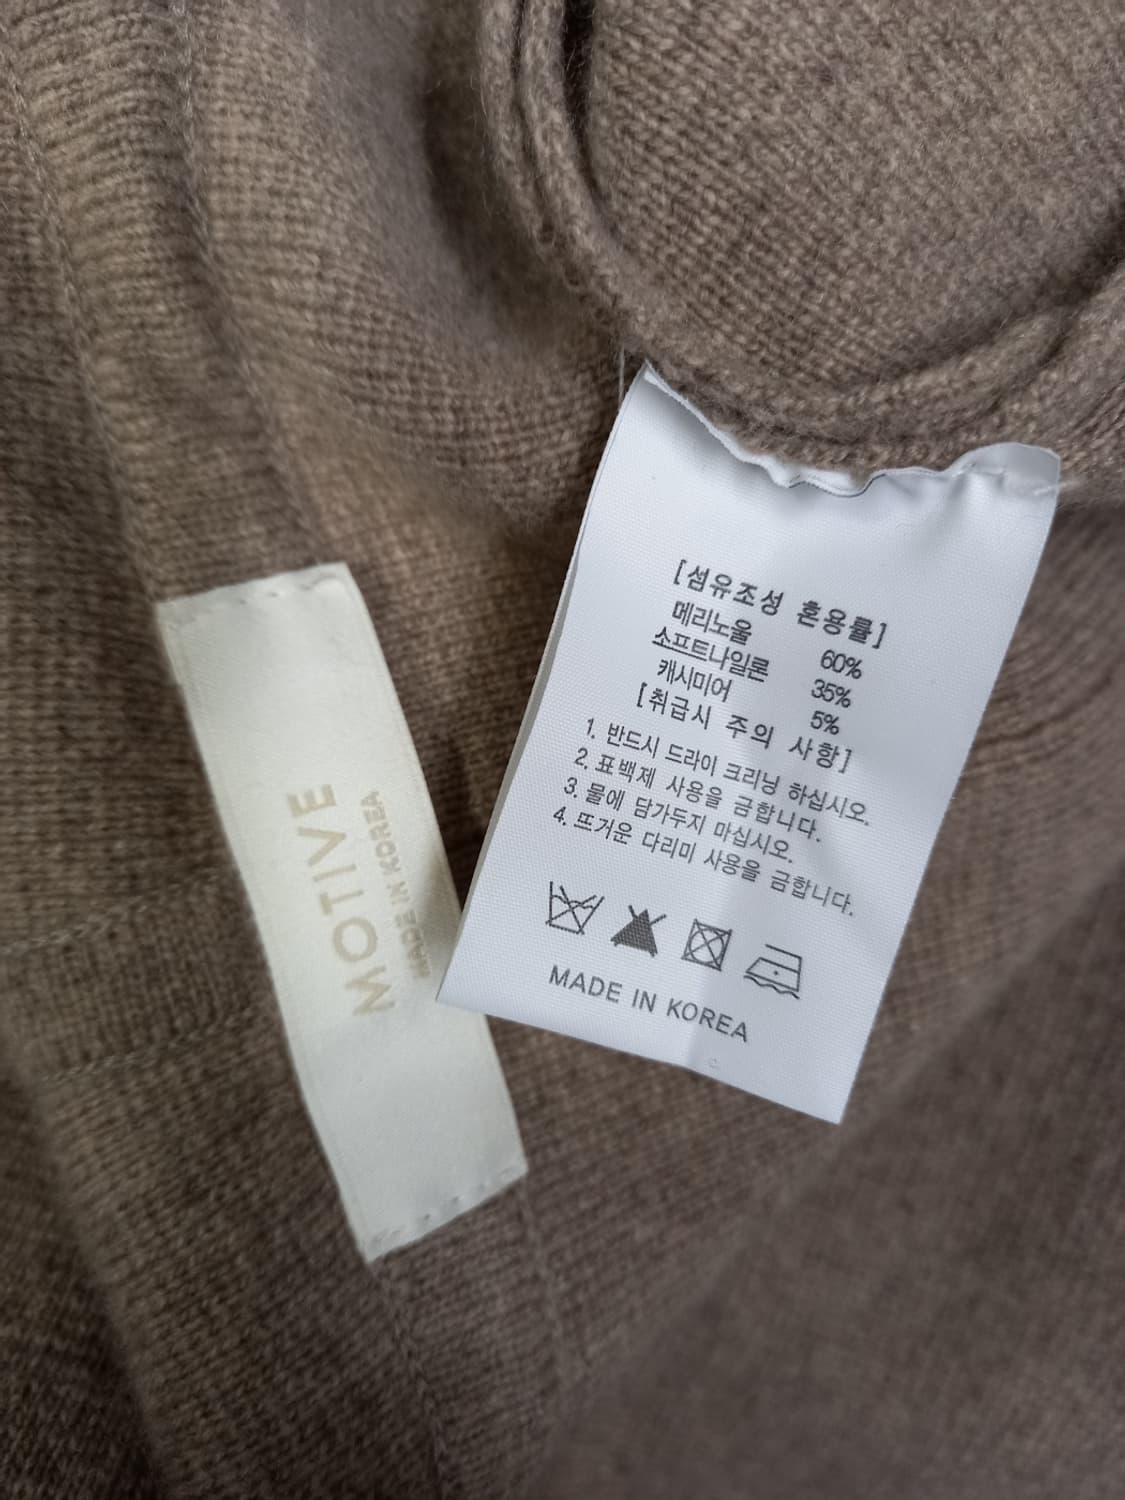 MOTIVE
MADE IN KOREA
[섬유조성 혼용률]
메리노울 60%
소프트나일론 35%
캐시미어 5%
[취급시 주의 사항]
1. 반드시 드라이 크리닝 하십시오.
2. 표백제 사용을 금합니다.
3. 물에 담가두지 마십시오.
4. 뜨거운 다리미 사용을 금합니다.
MADE IN KOREA